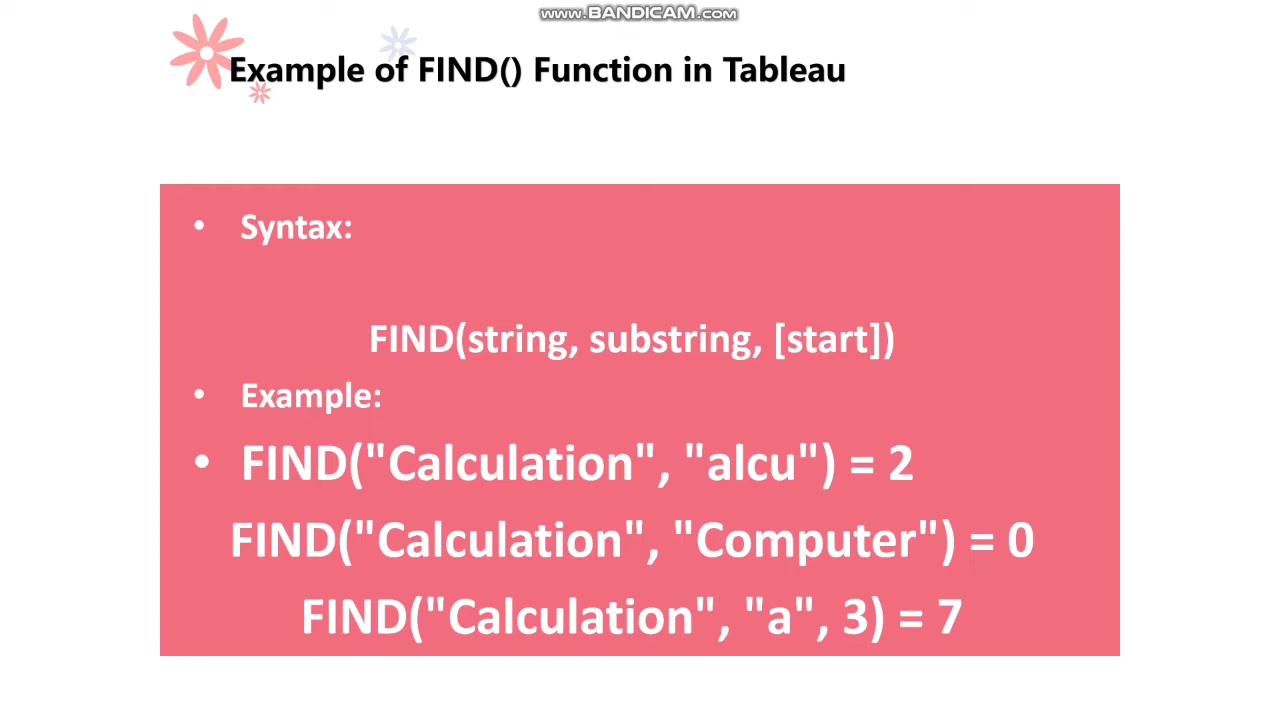 www.BANDICAM.com
Example of FIND() Function in Tableau
• Syntax:
FIND(string, substring, [start])
• Example:
• FIND("Calculation", "alcu") = 2
FIND("Calculation", "Computer") = 0
FIND("Calculation", "a", 3) = 7